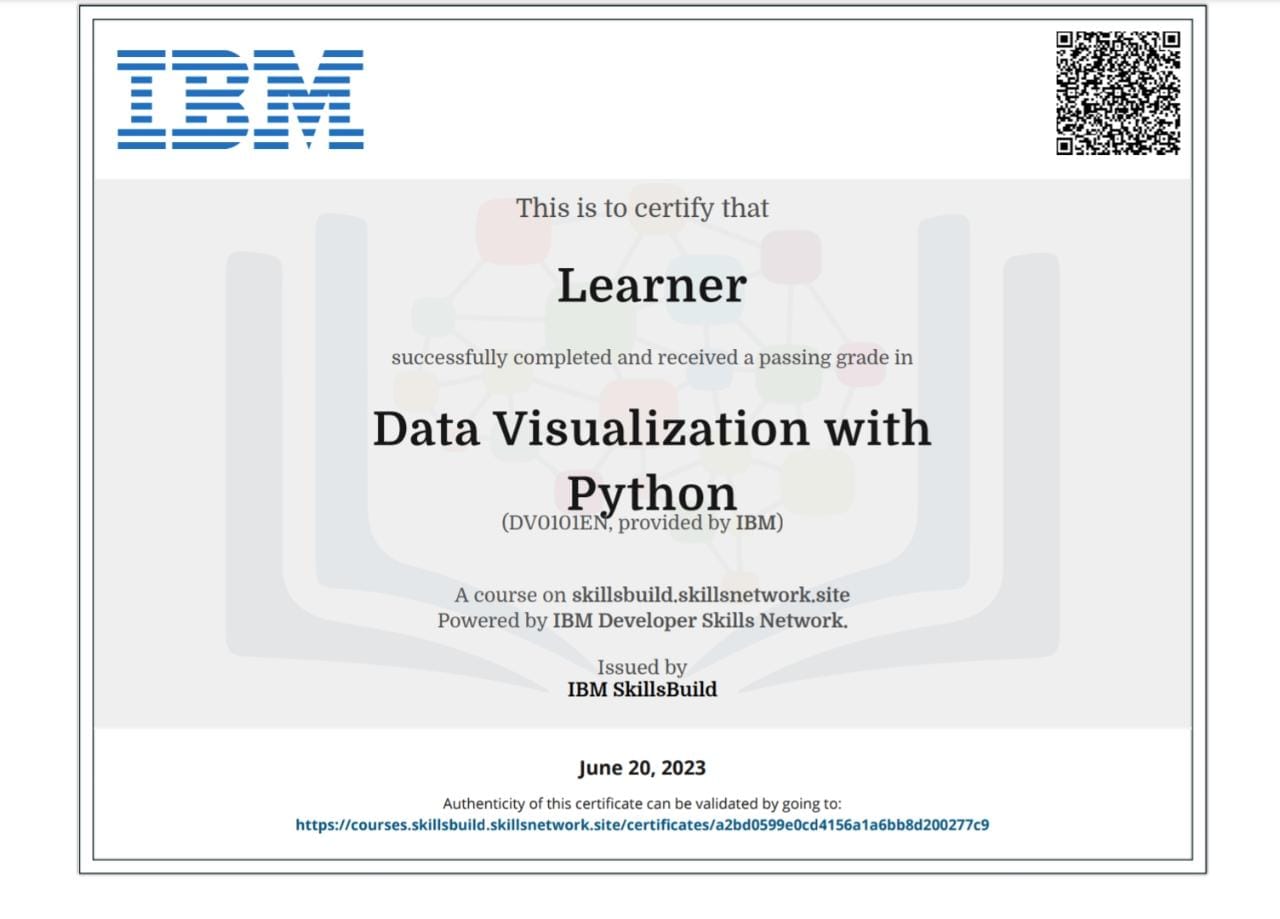 IBM
This is to certify that
Learner
successfully completed and received a passing grade in
Data Visualization with
Python
(DV0101EN, provided by IBM)
A course on skillsbuild.skillsnetwork.site
Powered by IBM Developer Skills Network.
Issued by
IBM SkillsBuild
June 20, 2023
Authenticity of this certificate can be validated by going to:
https://courses.skillsbuild.skillsnetwork.site/certificates/a2bd0599e0cd4156a1a6bb8d200277c9